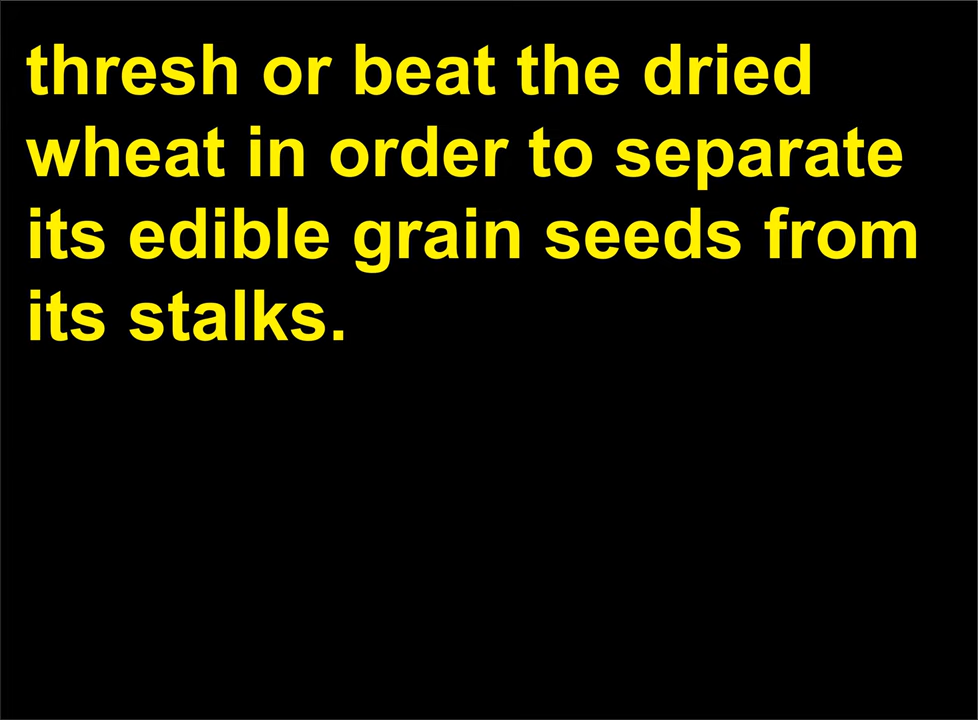 thresh or beat the dried
wheat in order to separate
its edible grain seeds from
its stalks.